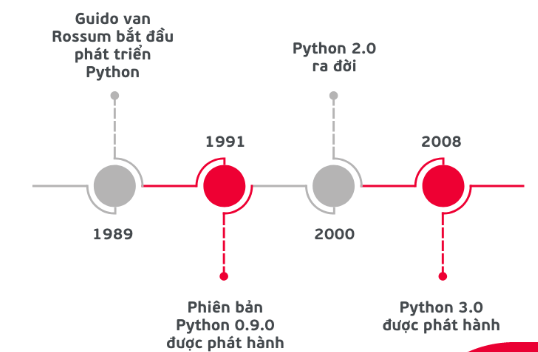 Guido van
Rossum bắt đầu
phát triển
Python
1989
1991
Phiên bản
Python 0.9.0
được phát hành
Python 2.0
ra đời
2000
2008
Python 3.0
được phát hành